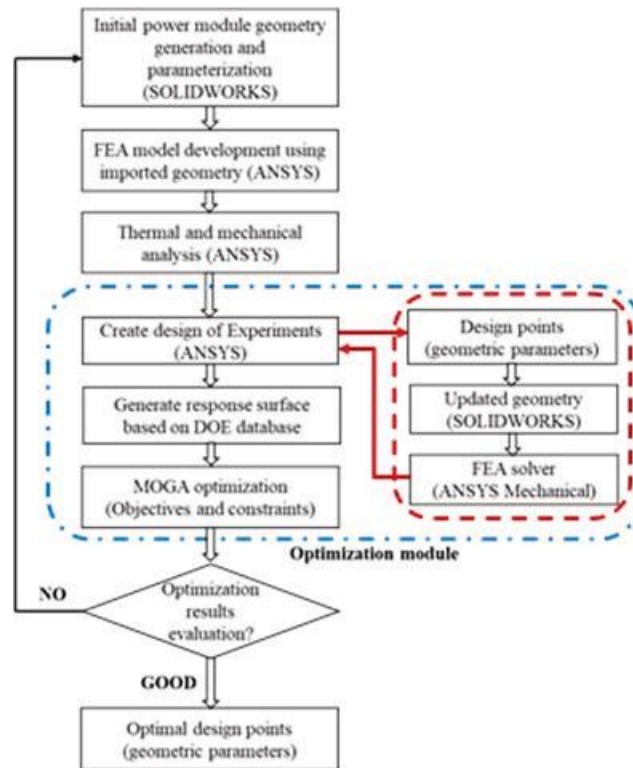 Initial power module geometry
generation and
parameterization
(SOLIDWORKS)
FEA model development using
imported geometry (ANSYS)
Thermal and mechanical
analysis (ANSYS)
Create design of Experiments
(ANSYS)
Design points
(geometric parameters)
Generate response surface
based on DOE database
Updated geometry
(SOLIDWORKS)
MOGA optimization
(Objectives and constraints)
FEA solver
(ANSYS Mechanical)
Optimization module
NO
Optimization
results
evaluation?
GOOD
Optimal design points
(geometric parameters)